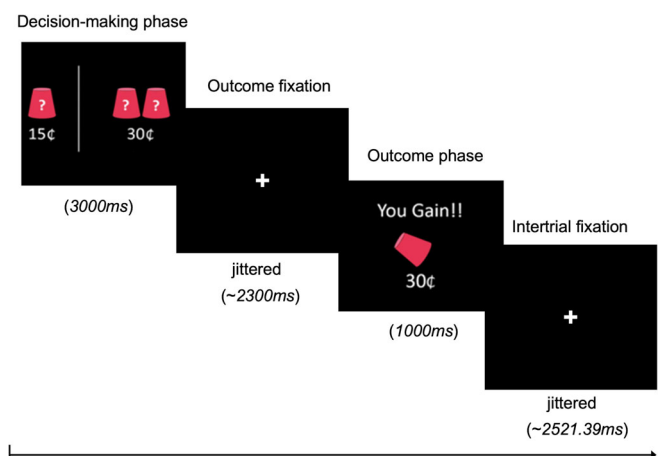 Decision-making phase
? ? ?
15¢ 30¢
(3000ms)
Outcome fixation
+
jittered
(~2300ms)
Outcome phase
You Gain!!
30¢
(1000ms)
Intertrial fixation
+
jittered
(~2521.39ms)